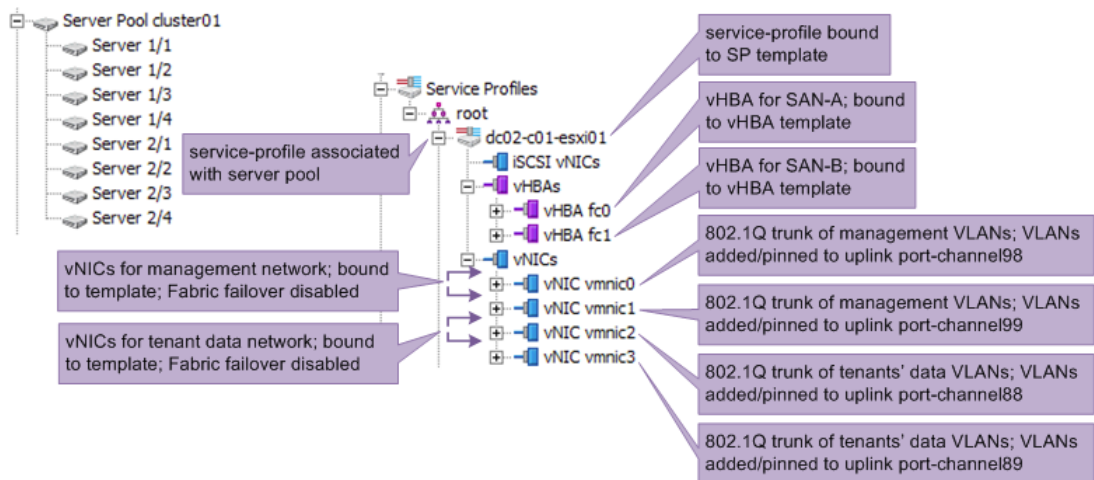 Server Pool cluster01
Server 1/1
Server 1/2
Server 1/3
Server 1/4
Server 2/1
Server 2/2
Server 2/3
Server 2/4
Service Profiles
root
dc02-c01-esxi01
iSCSI vNICs
vHBAs
vHBA fc0
vHBA fc1
vNICs
vNIC vmnic0
vNIC vmnic1
vNIC vmnic2
vNIC vmnic3
service-profile associated
with server pool
vNICs for management network; bound
to template; Fabric failover disabled
vNICs for tenant data network; bound
to template; Fabric failover disabled
service-profile bound
to SP template
vHBA for SAN-A; bound
to vHBA template
vHBA for SAN-B; bound
to vHBA template
802.1Q trunk of management VLANs; VLANs
added/pinned to uplink port-channel98
802.1Q trunk of management VLANs; VLANs
added/pinned to uplink port-channel99
802.1Q trunk of tenants' data VLANs; VLANs
added/pinned to uplink port-channel88
802.1Q trunk of tenants' data VLANs; VLANs
added/pinned to uplink port-channel89